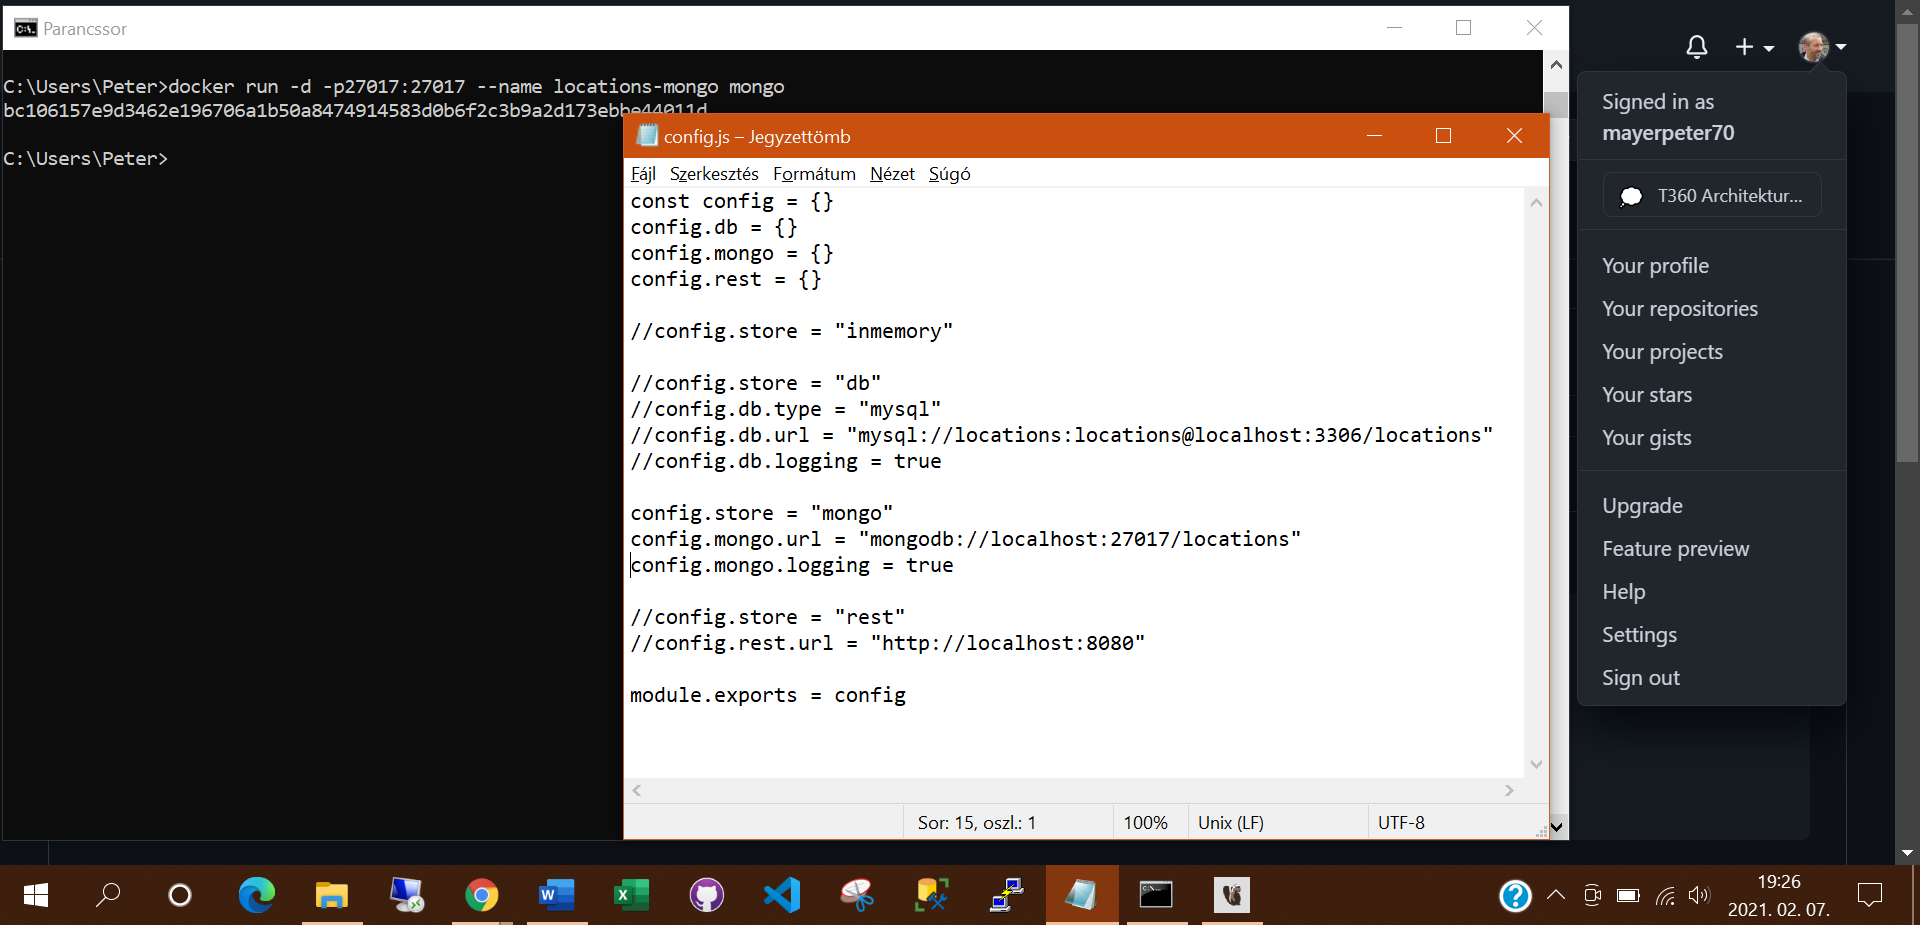 Parancssor
C:\Users\Peter>docker run -d -p27017:27017 --name locations-mongo mongo
bc106157e9d3462e196706a1b50a8474914583d0b6f2c3b9a2d173ebbe44011d
C:\Users\Peter>
config.js – Jegyzettömb
Fájl Szerkesztés Formátum Nézet Súgó
const config = {}
config.db = {}
config.mongo = {}
config.rest = {}
//config.store = "inmemory"
//config.store = "db"
//config.db.type = "mysql"
//config.db.url = "mysql://locations:locations@localhost:3306/locations"
//config.db.logging = true
config.store = "mongo"
config.mongo.url = "mongodb://localhost:27017/locations"
config.mongo.logging = true
//config.store = "rest"
//config.rest.url = "http://localhost:8080"
module.exports = config
Sor: 15, oszl.: 1 100% Unix (LF) UTF-8
Signed in as
mayerpeter70
T360 Architektur...
Your profile
Your repositories
Your projects
Your stars
Your gists
Upgrade
Feature preview
Help
Settings
Sign out
19:26
2021. 02. 07.